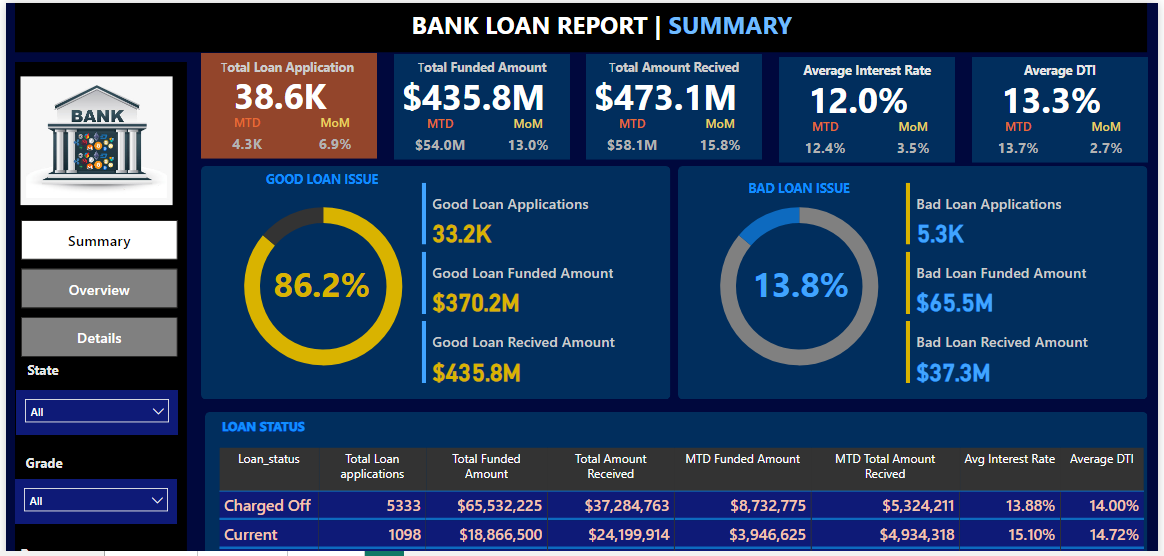 BANK LOAN REPORT | SUMMARY
BANK
Total Loan Application
38.6K
MTD MoM
4.3K 6.9%
Total Funded Amount
$435.8M
MTD MoM
$54.0M 13.0%
Total Amount Recived
$473.1M
MTD MoM
$58.1M 15.8%
Average Interest Rate
12.0%
MTD MoM
12.4% 3.5%
Average DTI
13.3%
MTD MoM
13.7% 2.7%
Summary
Overview
Details
State
All
Grade
All
GOOD LOAN ISSUE
86.2%
Good Loan Applications
33.2K
Good Loan Funded Amount
$370.2M
Good Loan Recived Amount
$435.8M
BAD LOAN ISSUE
13.8%
Bad Loan Applications
5.3K
Bad Loan Funded Amount
$65.5M
Bad Loan Recived Amount
$37.3M
LOAN STATUS
Loan_status Total Loan applications Total Funded Amount Total Amount Received MTD Funded Amount MTD Total Amount Recived Avg Interest Rate Average DTI
Charged Off 5333 $65,532,225 $37,284,763 $8,732,775 $5,324,211 13.88% 14.00%
Current 1098 $18,866,500 $24,199,914 $3,946,625 $4,934,318 15.10% 14.72%